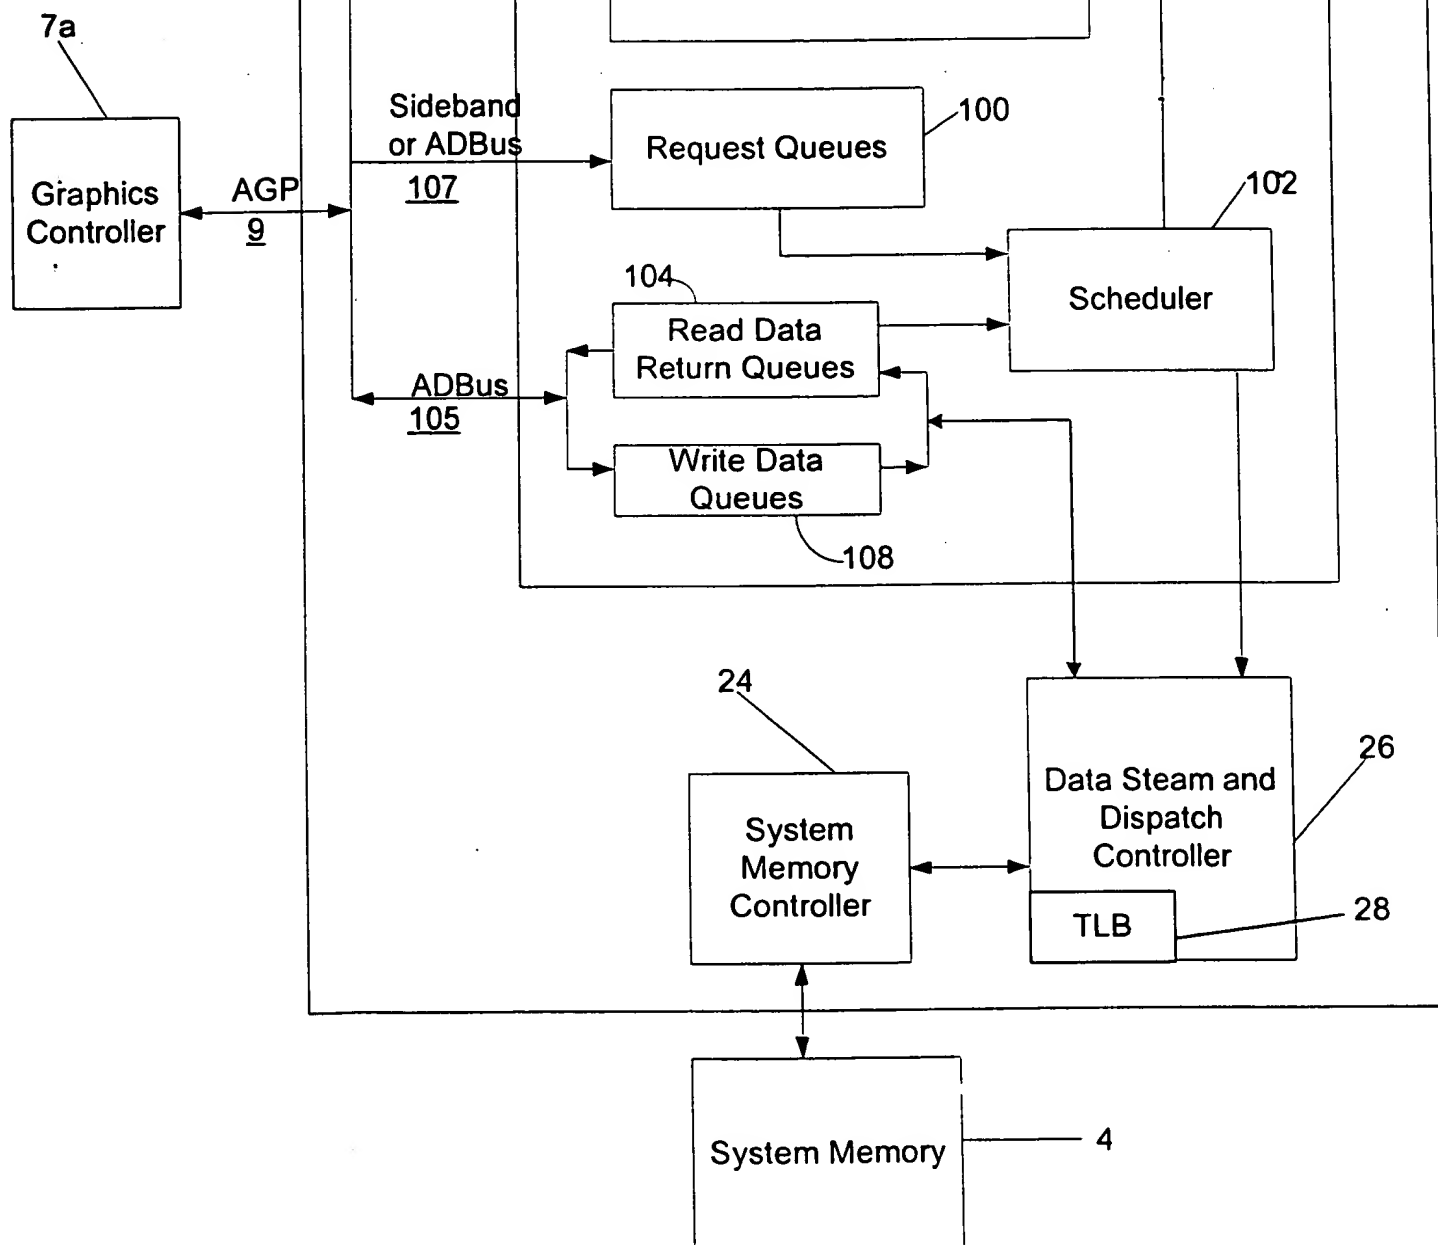 7a
Graphics
Controller
AGP
9
Sideband
or ADBus
107
Request Queues
100
102
Scheduler
104
Read Data
Return Queues
ADBus
105
Write Data
Queues
108
24
System
Memory
Controller
26
Data Steam and
Dispatch
Controller
TLB
28
System Memory
4